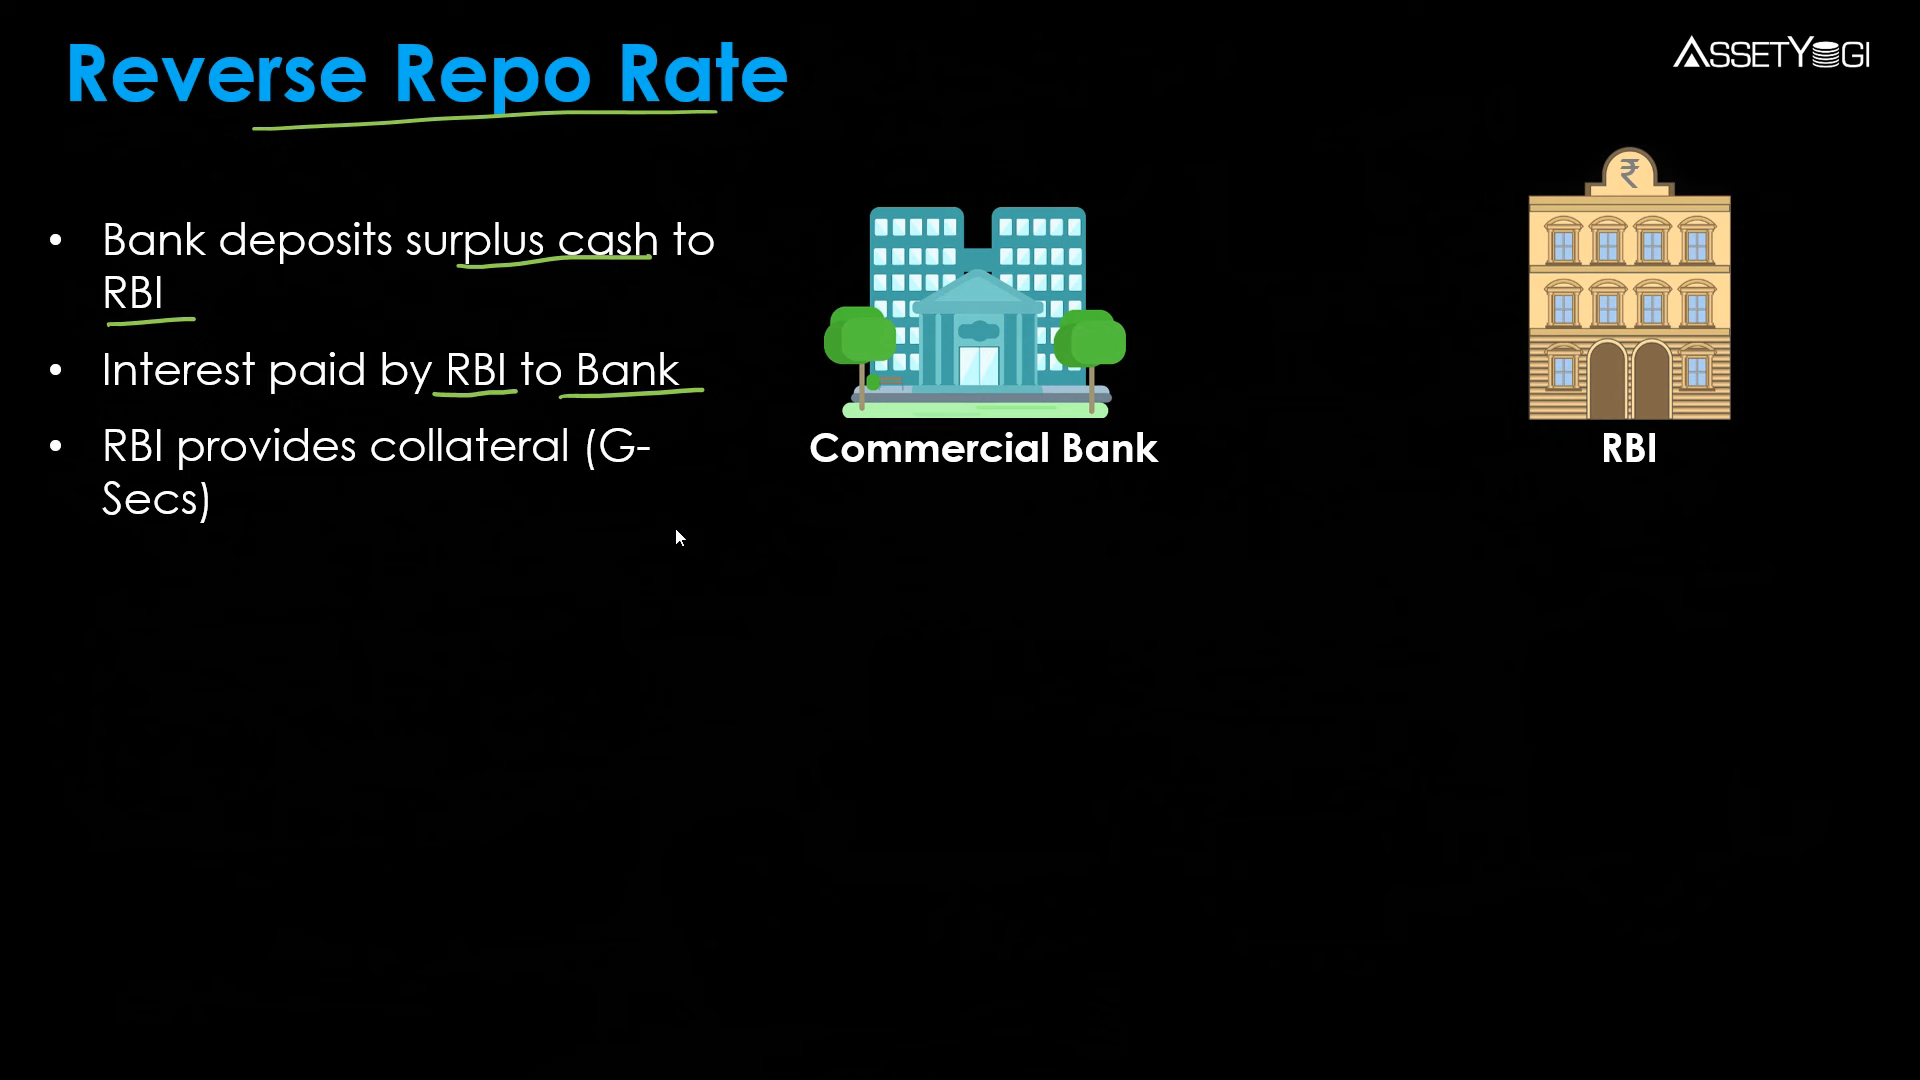 Reverse Repo Rate
ASSETYOGI
₹
• Bank deposits surplus cash to
RBI
• Interest paid by RBI to Bank
• RBI provides collateral (G-
Secs)
Commercial Bank
RBI